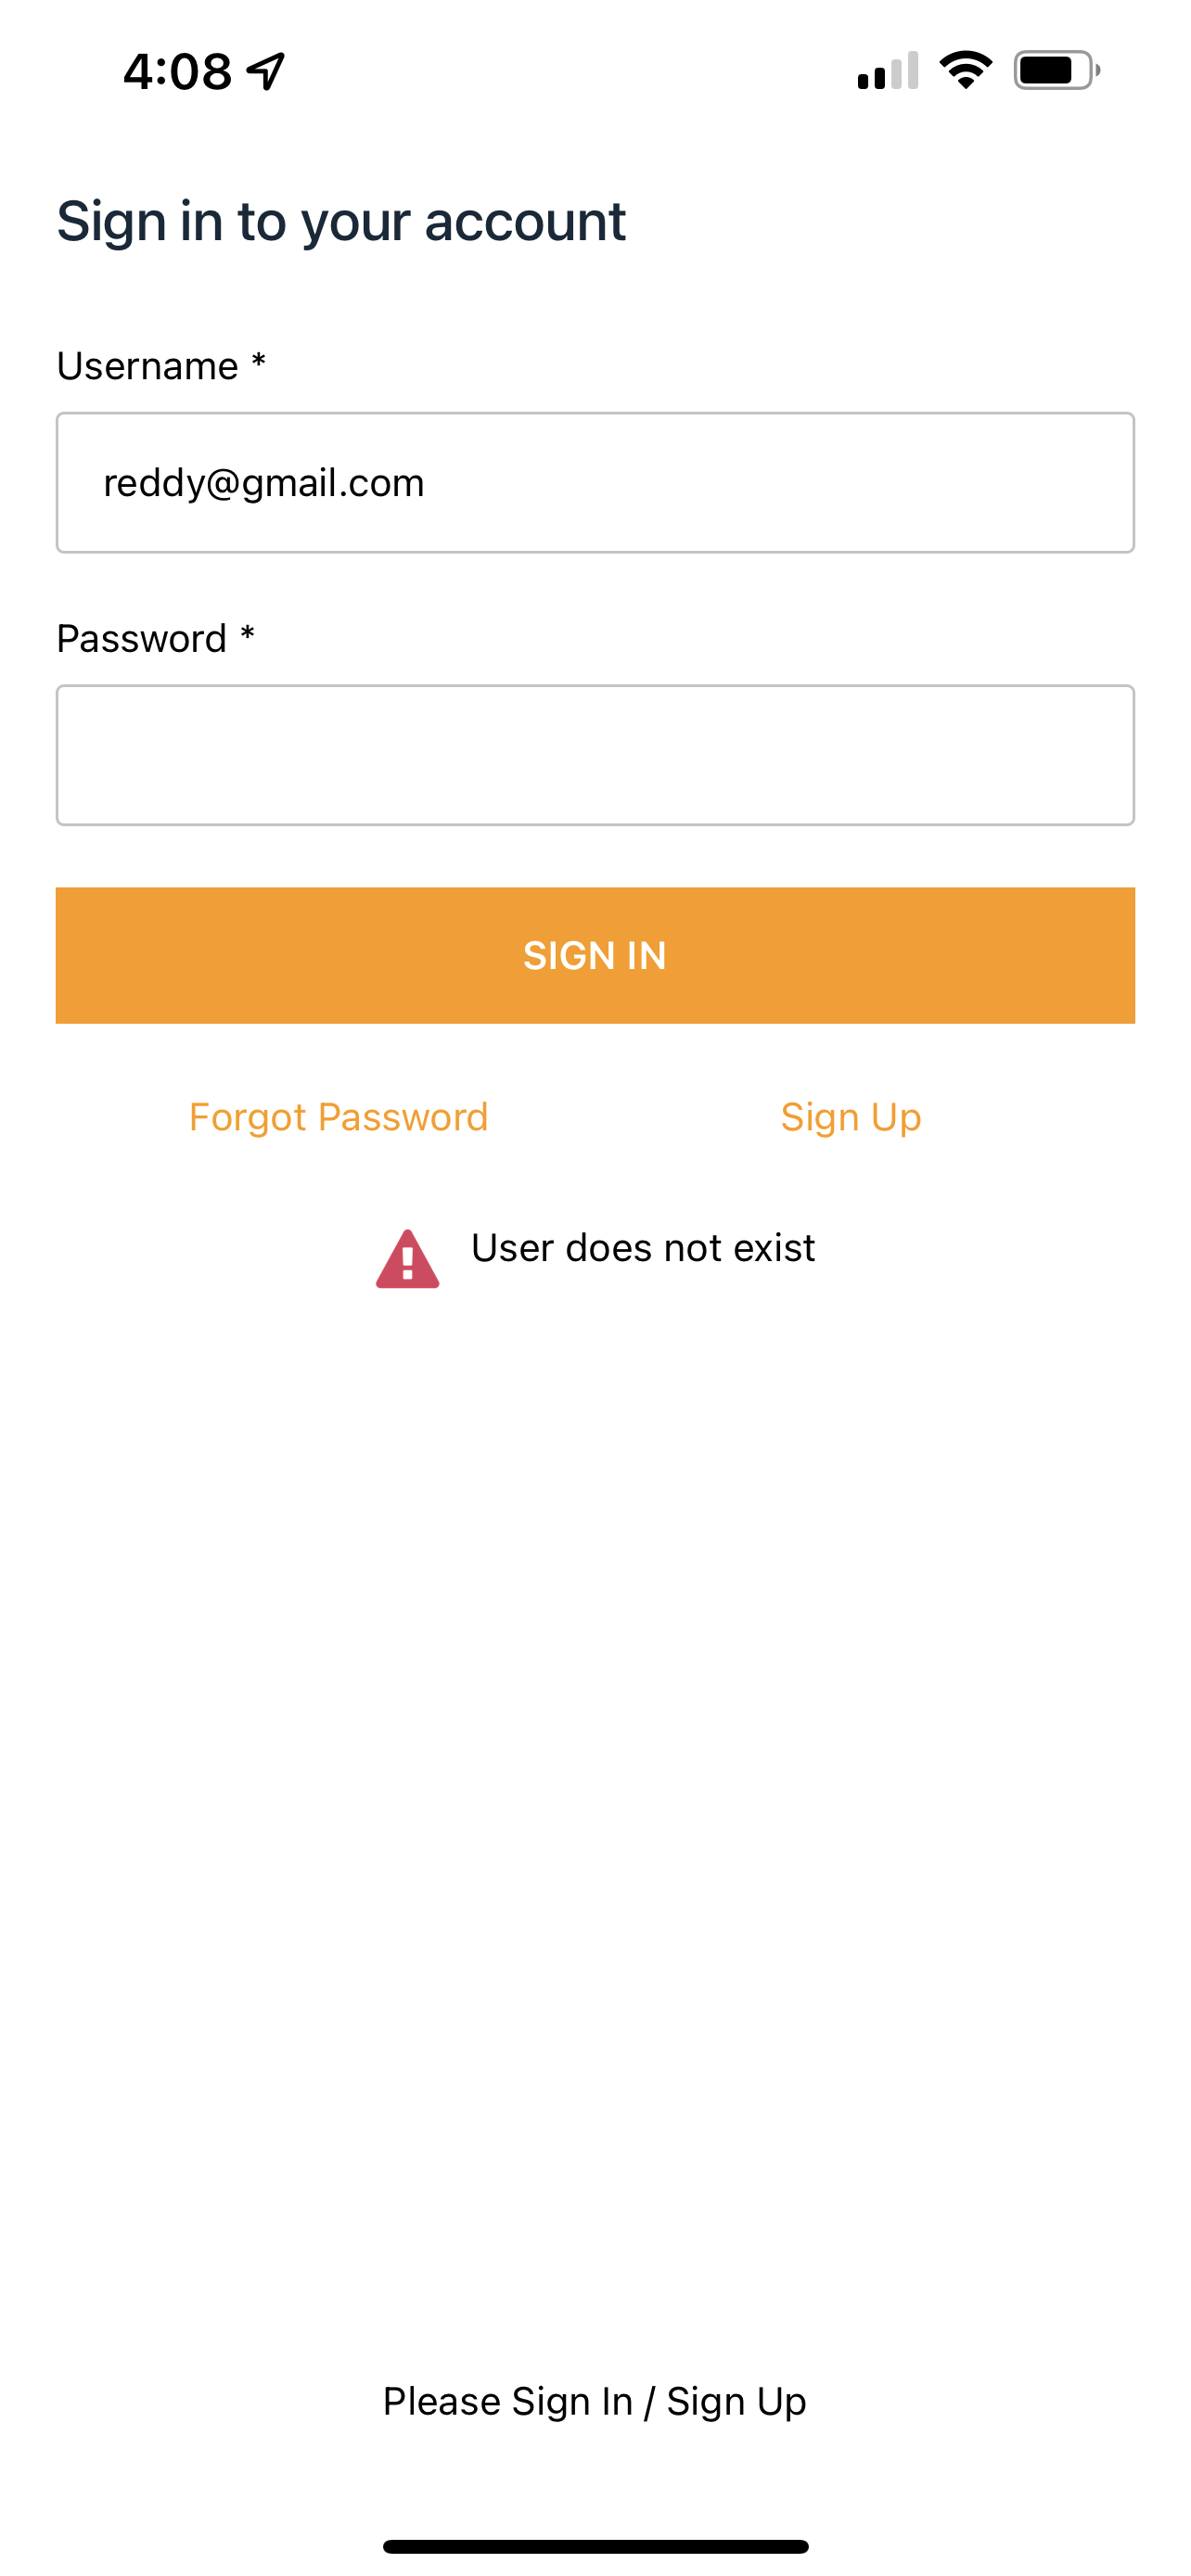 4:08
Sign in to your account
Username *
reddy@gmail.com
Password *
SIGN IN
Forgot Password Sign Up
User does not exist
Please Sign In / Sign Up